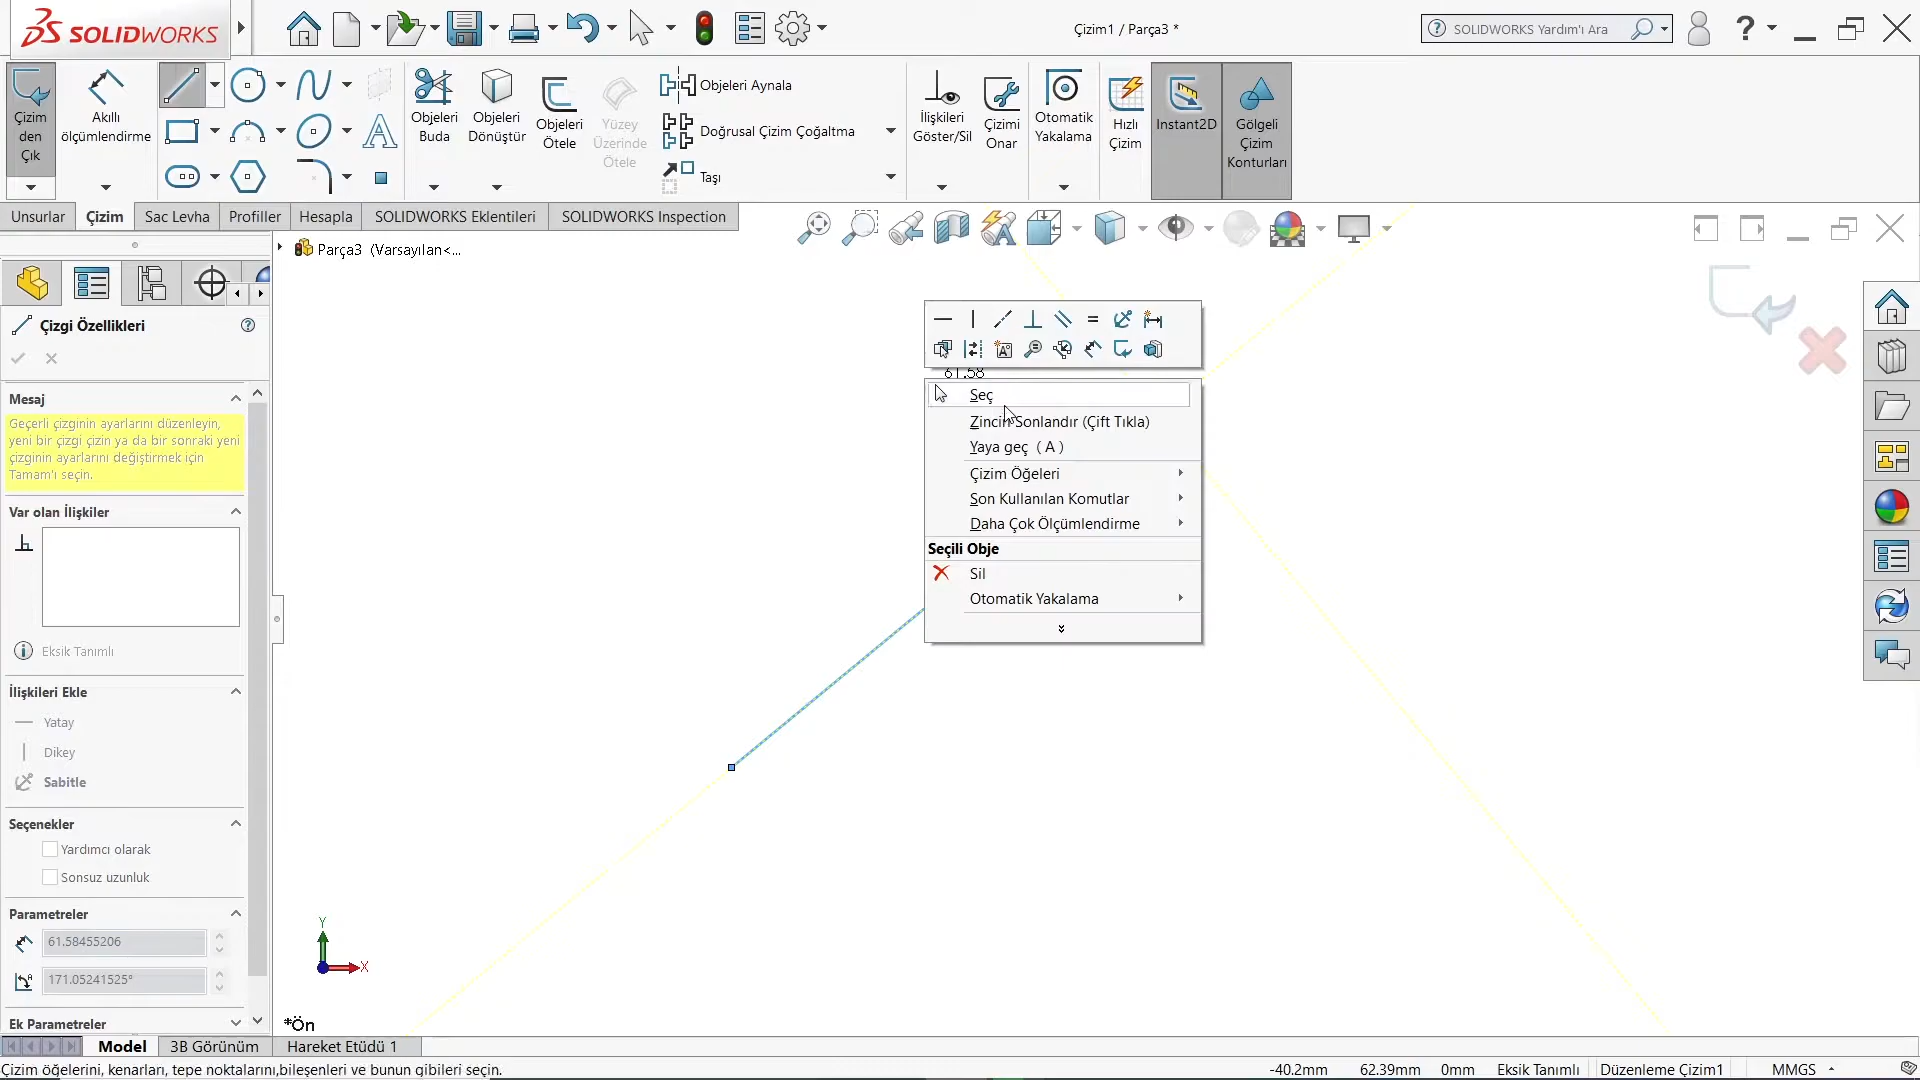 SOLIDWORKS
Çizim1 / Parça3 *
SOLIDWORKS Yardım'ı Ara
Çizim
den
Çık
Akıllı
ölçümlendirme
Objeleri
Buda
Objeleri
Dönüştür
Objeleri
Ötele
Yüzey
Üzerinde
Ötele
Objeleri Aynala
Doğrusal Çizim Çoğaltma
Taşı
İlişkileri
Göster/Sil
Çizimi
Onar
Otomatik
Yakalama
Hızlı
Çizim
Instant2D
Gölgeli
Çizim
Konturları
Unsurlar
Çizim
Sac Levha
Profiller
Hesapla
SOLIDWORKS Eklentileri
SOLIDWORKS Inspection
Parça3 (Varsayılan<...
Çizgi Özellikleri
Mesaj
Geçerli çizginin ayarlarını düzenleyin,
yeni bir çizgi çizin ya da bir sonraki yeni
çizginin ayarlarını değiştirmek için
Tamam'ı seçin.
Var olan İlişkiler
Eksik Tanımlı
İlişkileri Ekle
Yatay
Dikey
Sabitle
Seçenekler
Yardımcı olarak
Sonsuz uzunluk
Parametreler
61.58455206
171.05241525°
Ek Parametreler
61.58
Seç
Zinciri Sonlandır (Çift Tıkla)
Yaya geç ( A )
Çizim Öğeleri
Son Kullanılan Komutlar
Daha Çok Ölçümlendirme
Seçili Obje
Sil
Otomatik Yakalama
Y
X
*Ön
Model
3B Görünüm
Hareket Etüdü 1
Çizim öğelerini, kenarları, tepe noktalarını,bileşenleri ve bunun gibileri seçin.
-40.2mm
62.39mm
0mm
Eksik Tanımlı
Düzenleme Çizim1
MMGS